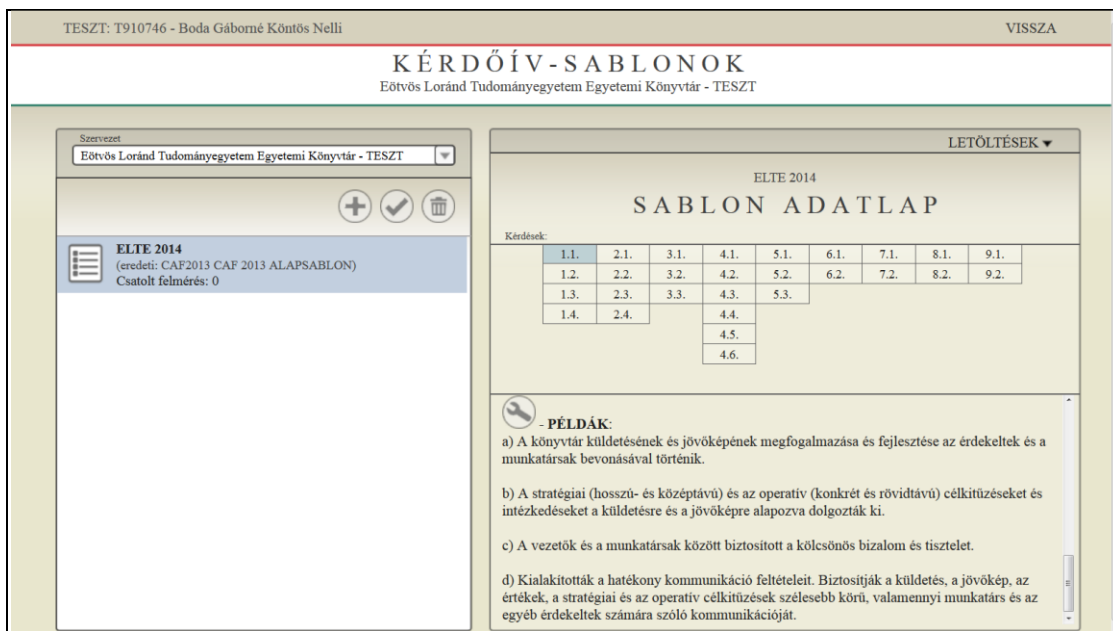 TESZT: T910746 - Boda Gáborné Köntös Nelli VISSZA
KÉRDŐÍV-SABLONOK
Eötvös Loránd Tudományegyetem Egyetemi Könyvtár - TESZT
Szervezet
Eötvös Loránd Tudományegyetem Egyetemi Könyvtár - TESZT
ELTE 2014
(eredeti: CAF2013 CAF 2013 ALAPSABLON)
Csatolt felmérés: 0
LETÖLTÉSEK
ELTE 2014
SABLON ADATLAP
Kérdések:
1.1. 2.1. 3.1. 4.1. 5.1. 6.1. 7.1. 8.1. 9.1.
1.2. 2.2. 3.2. 4.2. 5.2. 6.2. 7.2. 8.2. 9.2.
1.3. 2.3. 3.3. 4.3. 5.3.
1.4. 2.4. 4.4.
4.5.
4.6.
- PÉLDÁK:
a) A könyvtár küldetésének és jövőképének megfogalmazása és fejlesztése az érdekeltek és a
munkatársak bevonásával történik.
b) A stratégiai (hosszú- és középtávú) és az operatív (konkrét és rövidtávú) célkitűzéseket és
intézkedéseket a küldetésre és a jövőképre alapozva dolgozták ki.
c) A vezetők és a munkatársak között biztosított a kölcsönös bizalom és tisztelet.
d) Kialakították a hatékony kommunikáció feltételeit. Biztosítják a küldetés, a jövőkép, az
értékek, a stratégiai és az operatív célkitűzések szélesebb körű, valamennyi munkatárs és az
egyéb érdekeltek számára szóló kommunikációját.